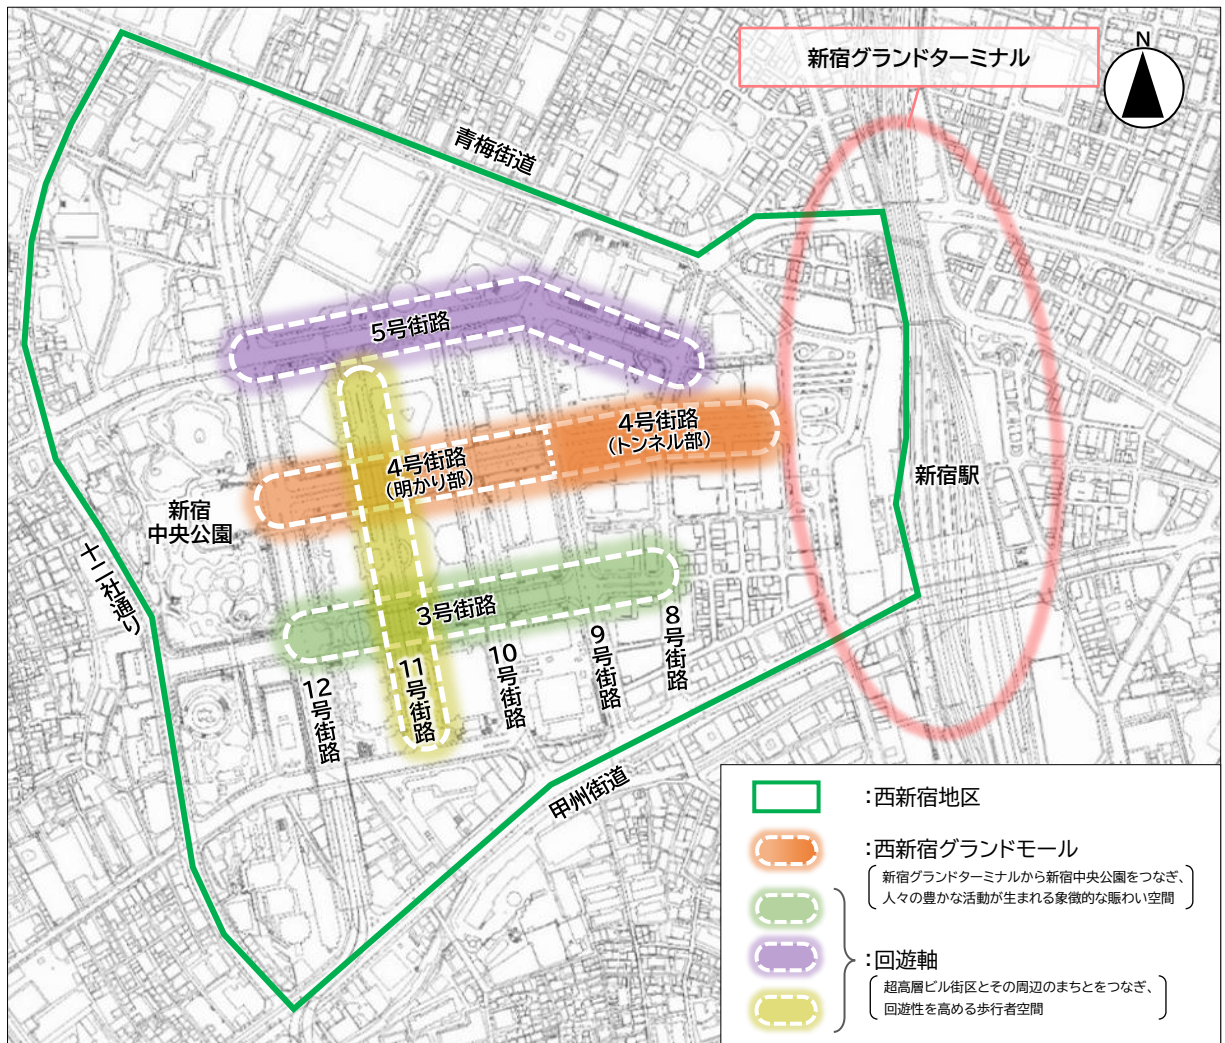 新宿グランドターミナル
N
青梅街道
5号街路
4号街路
(トンネル部)
4号街路
(明かり部)
新宿駅
新宿
中央公園
十二社通り
3号街路
8号街路
9号街路
10号街路
11号街路
12号街路
甲州街道
:西新宿地区
:西新宿グランドモール
新宿グランドターミナルから新宿中央公園をつなぎ、
人々の豊かな活動が生まれる象徴的な賑わい空間
:回遊軸
超高層ビル街区とその周辺のまちとをつなぎ、
回遊性を高める歩行者空間